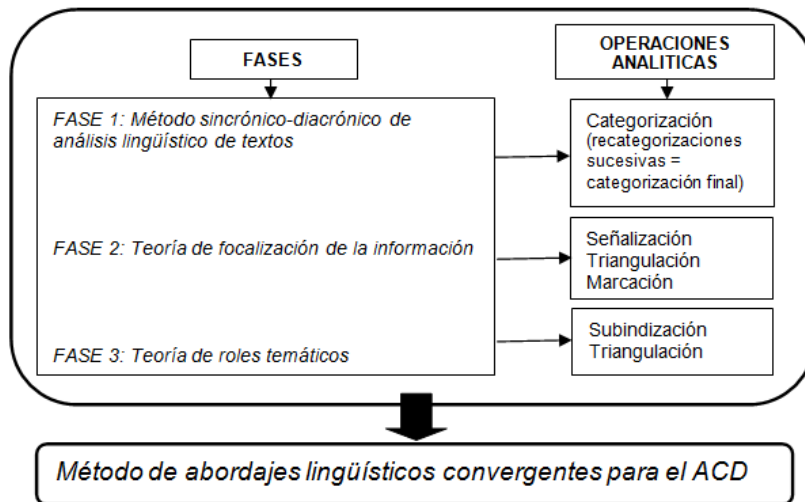 FASES
OPERACIONES
ANALITICAS
FASE 1: Método sincrónico-diacrónico de
análisis lingüístico de textos
Categorización
(recategorizaciones
sucesivas =
categorización final)
FASE 2: Teoría de focalización de la información
Señalización
Triangulación
Marcación
FASE 3: Teoría de roles temáticos
Subindización
Triangulación
Método de abordajes lingüísticos convergentes para el ACD